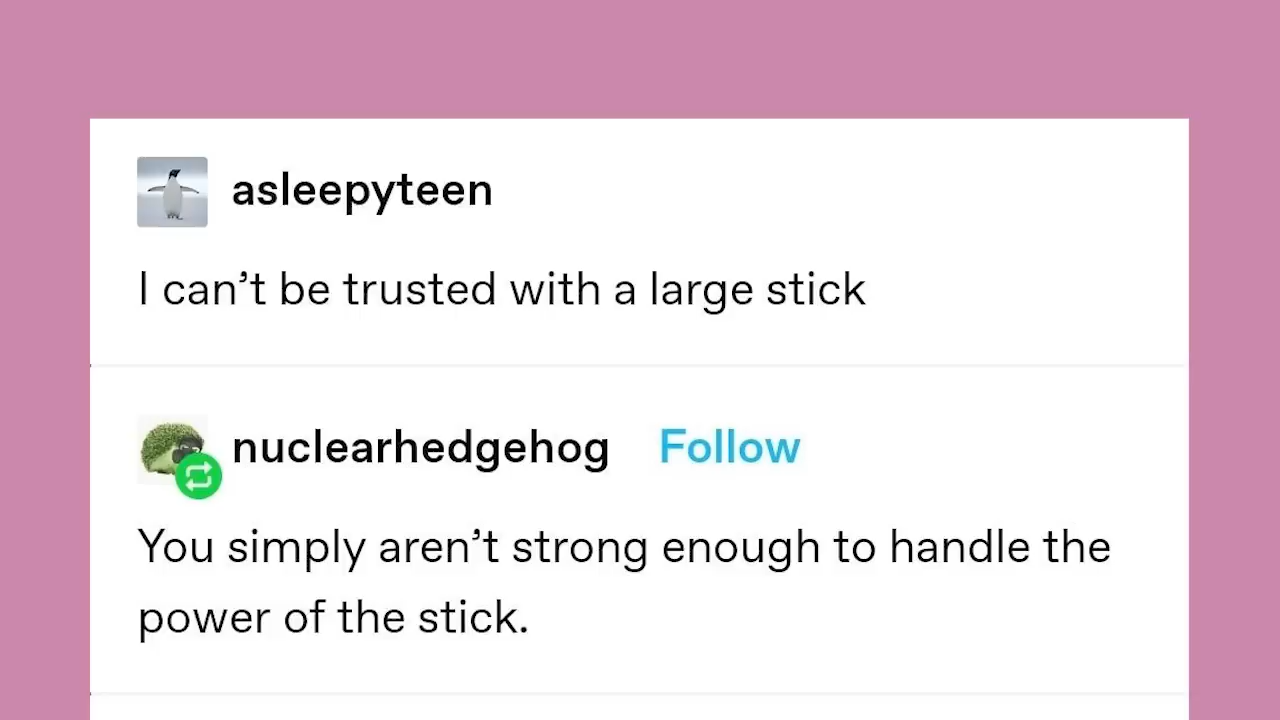 asleepyteen
I can’t be trusted with a large stick
nuclearhedgehog Follow
You simply aren’t strong enough to handle the
power of the stick.